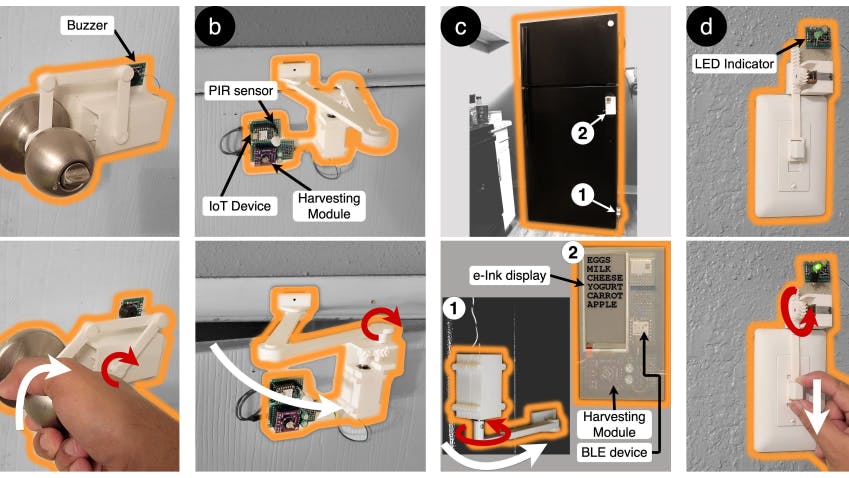 Buzzer
b
PIR sensor
IoT Device
Harvesting
Module
c
2
1
d
LED Indicator
2
e-Ink display
EGGS
MILK
CHEESE
YOGURT
CARROT
APPLE
1
Harvesting
Module
BLE device